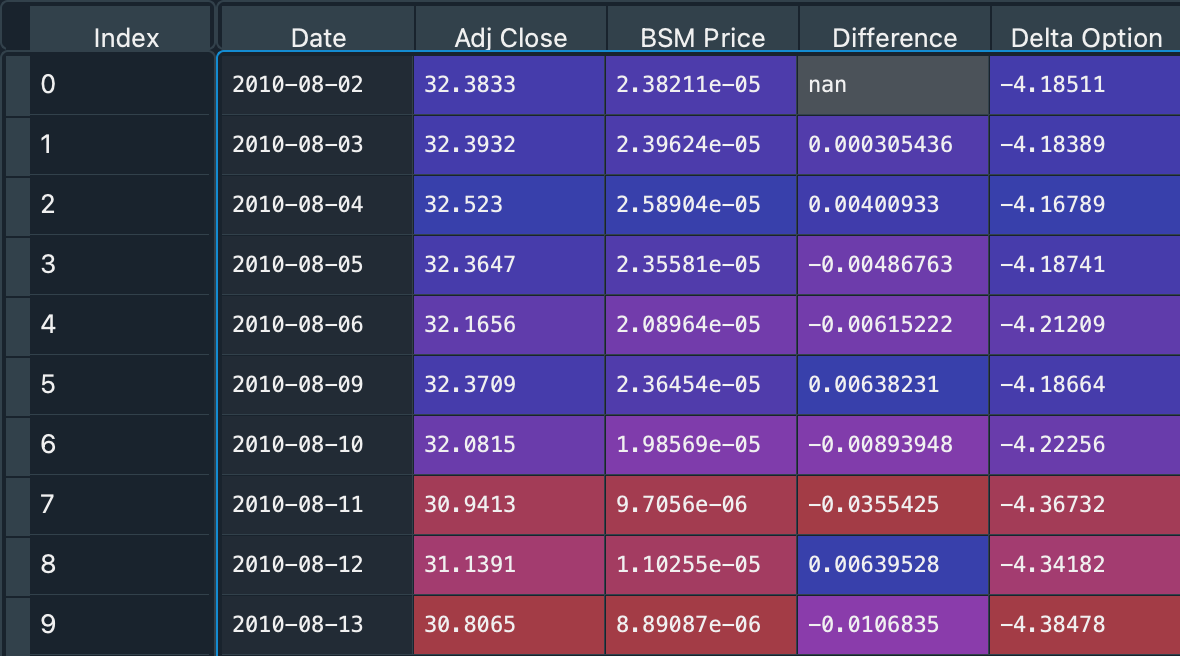 Index Date Adj Close BSM Price Difference Delta Option
0 2010-08-02 32.3833 2.38211e-05 nan -4.18511
1 2010-08-03 32.3932 2.39624e-05 0.000305436 -4.18389
2 2010-08-04 32.523 2.58904e-05 0.00400933 -4.16789
3 2010-08-05 32.3647 2.35581e-05 -0.00486763 -4.18741
4 2010-08-06 32.1656 2.08964e-05 -0.00615222 -4.21209
5 2010-08-09 32.3709 2.36454e-05 0.00638231 -4.18664
6 2010-08-10 32.0815 1.98569e-05 -0.00893948 -4.22256
7 2010-08-11 30.9413 9.7056e-06 -0.0355425 -4.36732
8 2010-08-12 31.1391 1.10255e-05 0.00639528 -4.34182
9 2010-08-13 30.8065 8.89087e-06 -0.0106835 -4.38478